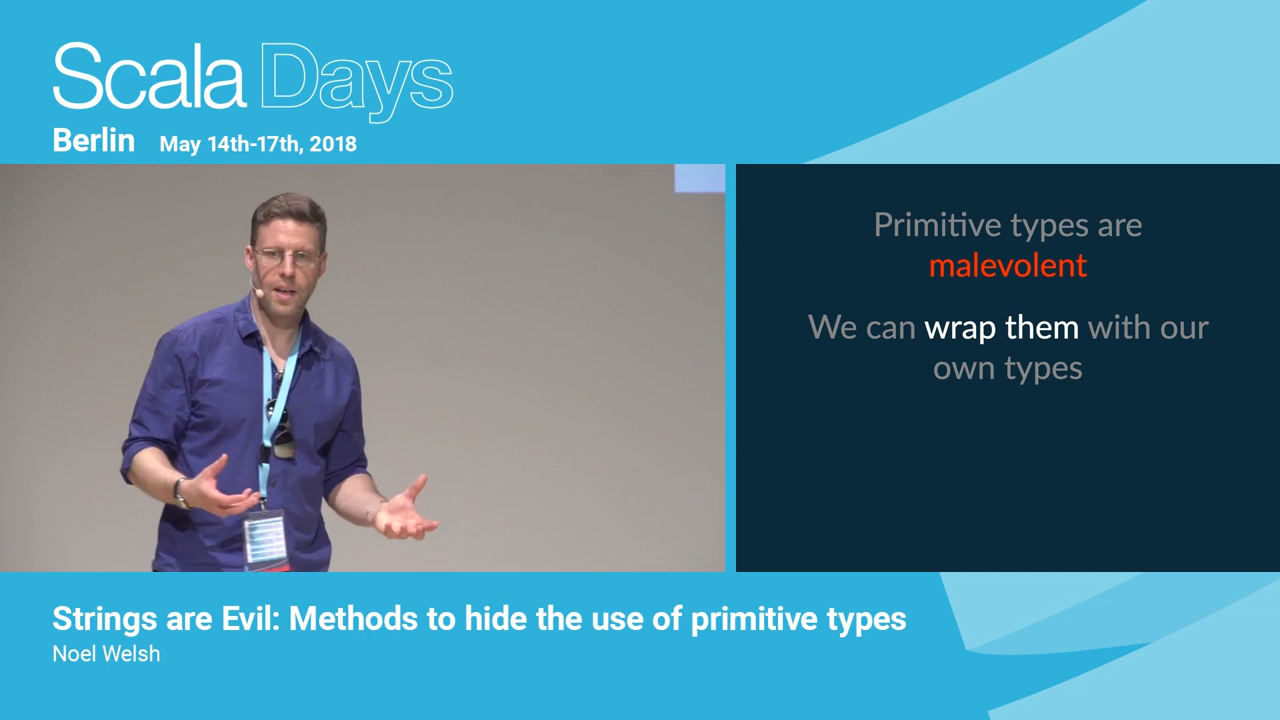 Scala Days
Berlin May 14th-17th, 2018
Primitive types are
malevolent
We can wrap them with our
own types
Strings are Evil: Methods to hide the use of primitive types
Noel Welsh